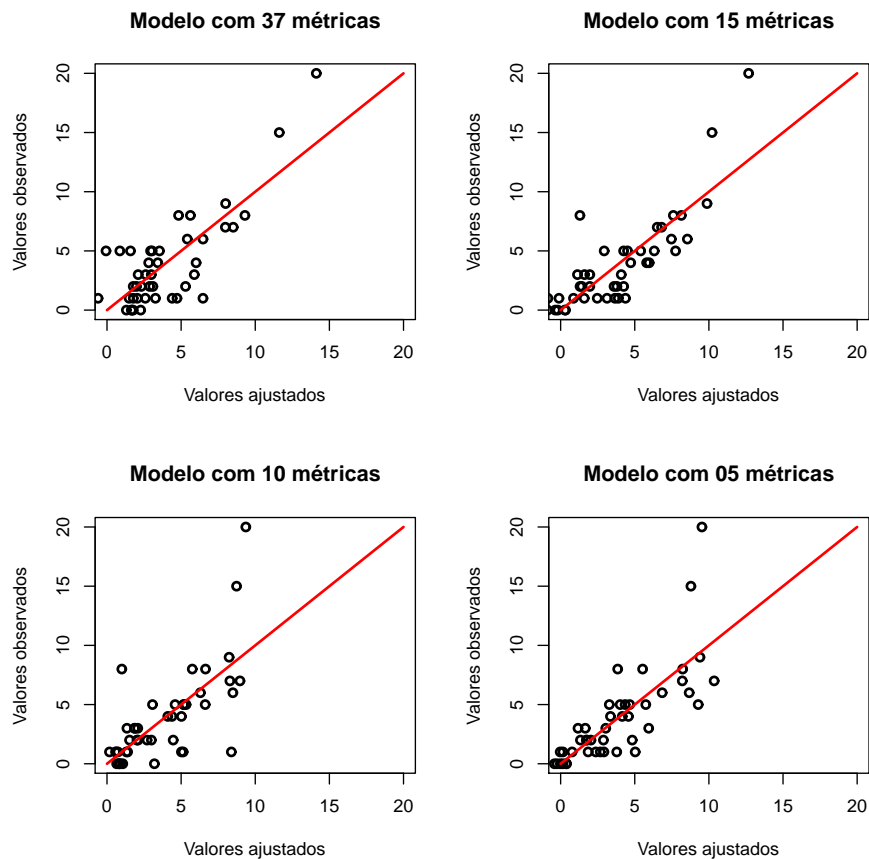 Modelo com 37 métricas
Valores observados
0 5 10 15 20
0 5 10 15 20
Valores ajustados
Modelo com 15 métricas
Valores observados
0 5 10 15 20
0 5 10 15 20
Valores ajustados
Modelo com 10 métricas
Valores observados
0 5 10 15 20
0 5 10 15 20
Valores ajustados
Modelo com 05 métricas
Valores observados
0 5 10 15 20
0 5 10 15 20
Valores ajustados